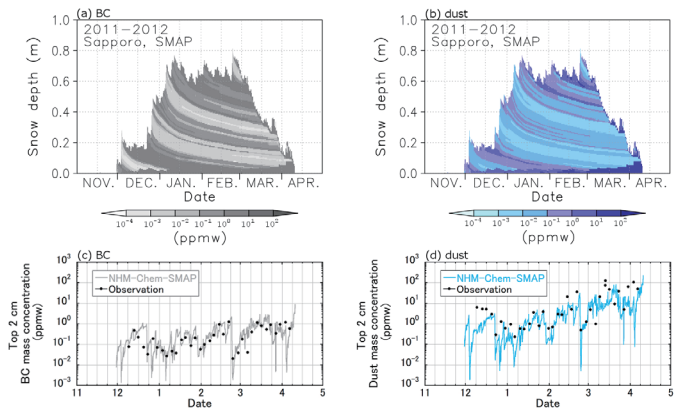 (a) BC
2011-2012
Sapporo, SMAP
Snow depth (m)
1.0
0.8
0.6
0.4
0.2
0.0
NOV. DEC. JAN. FEB. MAR. APR.
Date
10⁻⁴ 10⁻³ 10⁻² 10⁻¹ 10⁰ 10¹ 10²
(ppmw)
(b) dust
2011-2012
Sapporo, SMAP
Snow depth (m)
1.0
0.8
0.6
0.4
0.2
0.0
NOV. DEC. JAN. FEB. MAR. APR.
Date
10⁻⁴ 10⁻³ 10⁻² 10⁻¹ 10⁰ 10¹ 10²
(ppmw)
(c) BC
NHM-Chem-SMAP
Observation
Top 2 cm
BC mass concentration
(ppmw)
10³
10²
10¹
10⁰
10⁻¹
10⁻²
10⁻³
11 12 1 2 3 4 5
Date
(d) dust
NHM-Chem-SMAP
Observation
Top 2 cm
Dust mass concentration
(ppmw)
10³
10²
10¹
10⁰
10⁻¹
10⁻²
10⁻³
11 12 1 2 3 4 5
Date